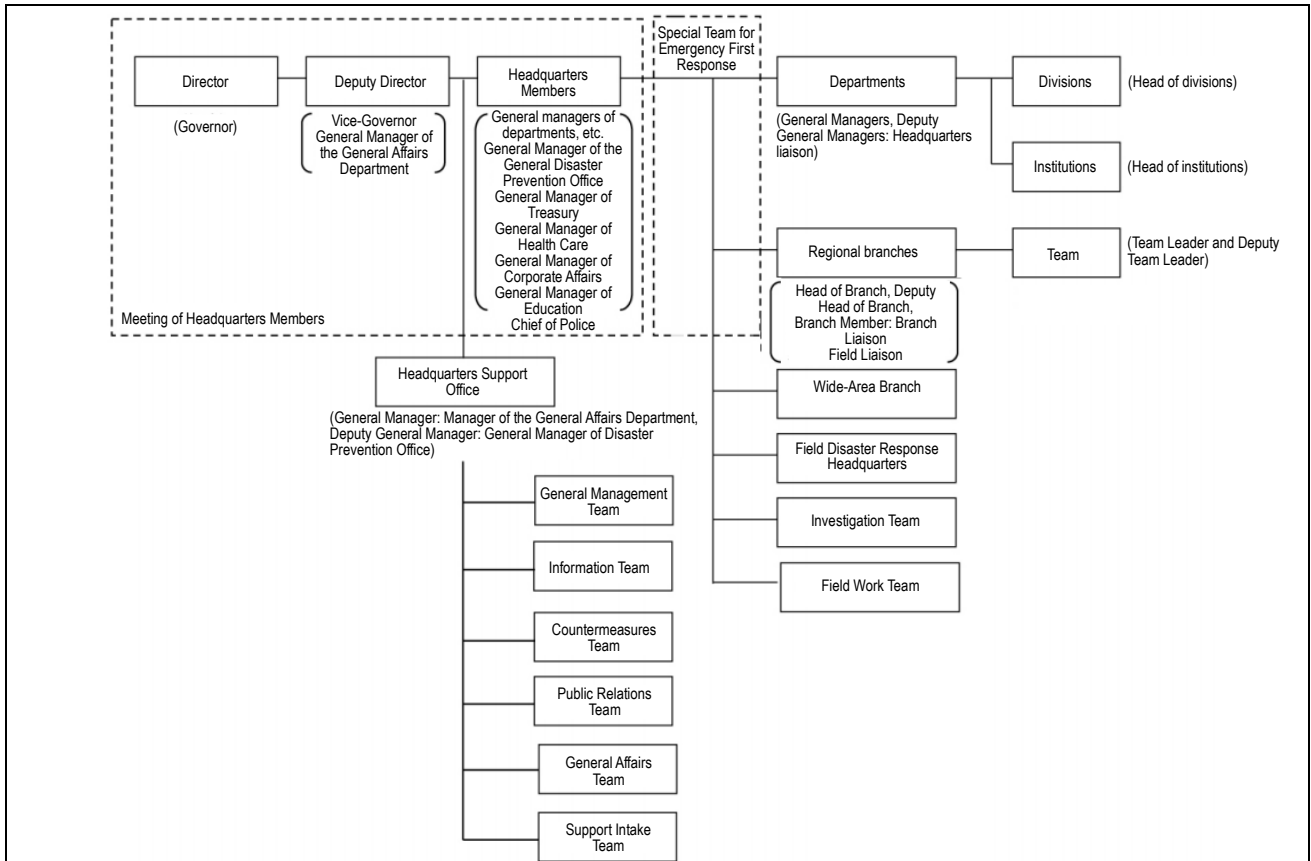 Special Team for
Emergency First
Response
Director
Deputy Director
Headquarters
Members
Departments
Divisions
(Head of divisions)
(Governor)
Vice-Governor
General Manager of
the General Affairs
Department
General managers of
departments, etc.
General Manager of the
General Disaster
Prevention Office
General Manager of
Treasury
General Manager of
Health Care
General Manager of
Corporate Affairs
General Manager of
Education
Chief of Police
(General Managers, Deputy
General Managers: Headquarters
liaison)
Institutions
(Head of institutions)
Regional branches
Team
(Team Leader and Deputy
Team Leader)
Head of Branch, Deputy
Head of Branch,
Branch Member: Branch
Liaison
Field Liaison
Meeting of Headquarters Members
Headquarters Support
Office
(General Manager: Manager of the General Affairs Department,
Deputy General Manager: General Manager of Disaster
Prevention Office)
Wide-Area Branch
Field Disaster Response
Headquarters
Investigation Team
Field Work Team
General Management
Team
Information Team
Countermeasures
Team
Public Relations
Team
General Affairs
Team
Support Intake
Team